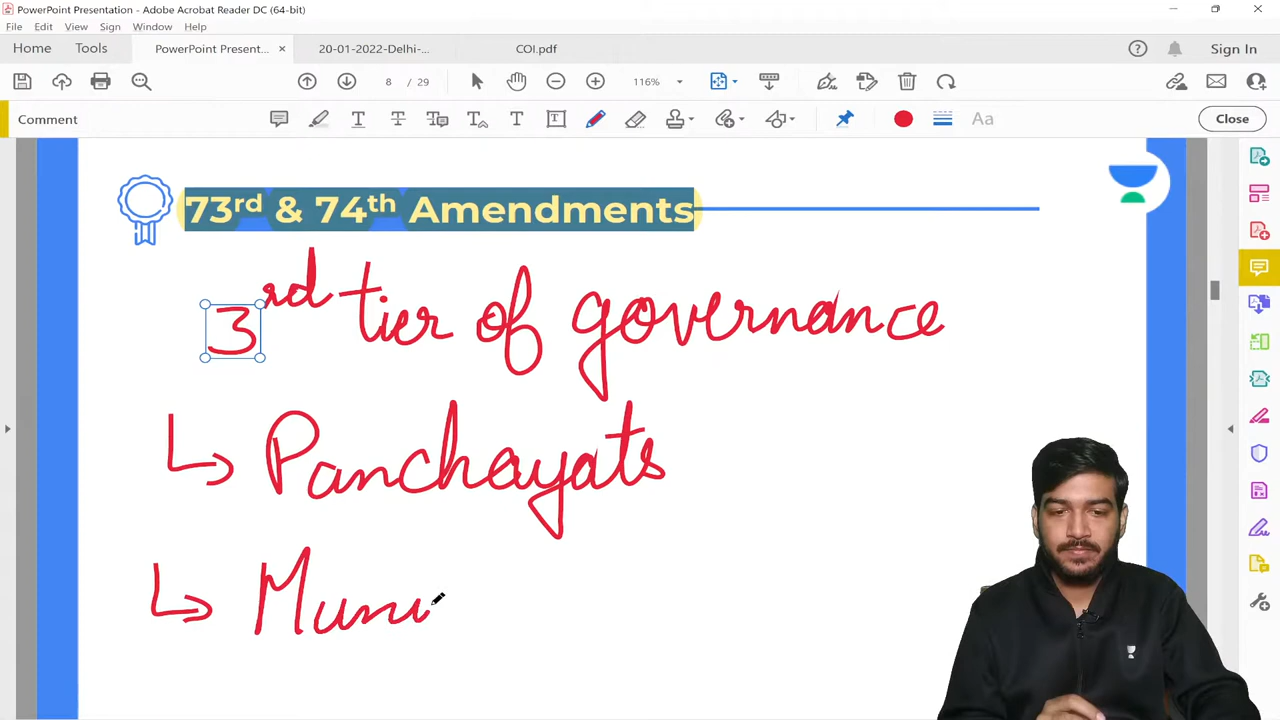 PowerPoint Presentation - Adobe Acrobat Reader DC (64-bit)
File Edit View Sign Window Help
Home Tools PowerPoint Present... × 20-01-2022-Delhi-... COI.pdf Sign In
8 / 29 116%
Comment Aa Close
73rd & 74th Amendments
3rd tier of governance
↳ Panchayats
↳ Muni